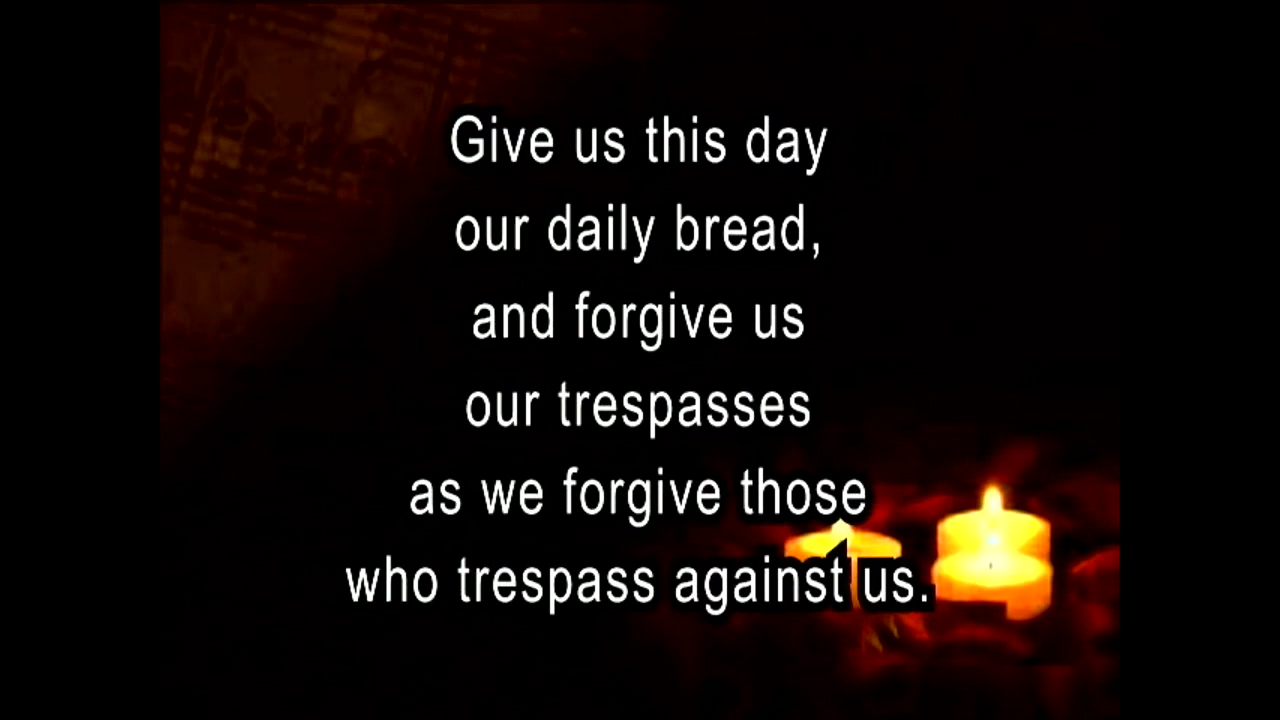 Give us this day
our daily bread,
and forgive us
our trespasses
as we forgive those
who trespass against us.